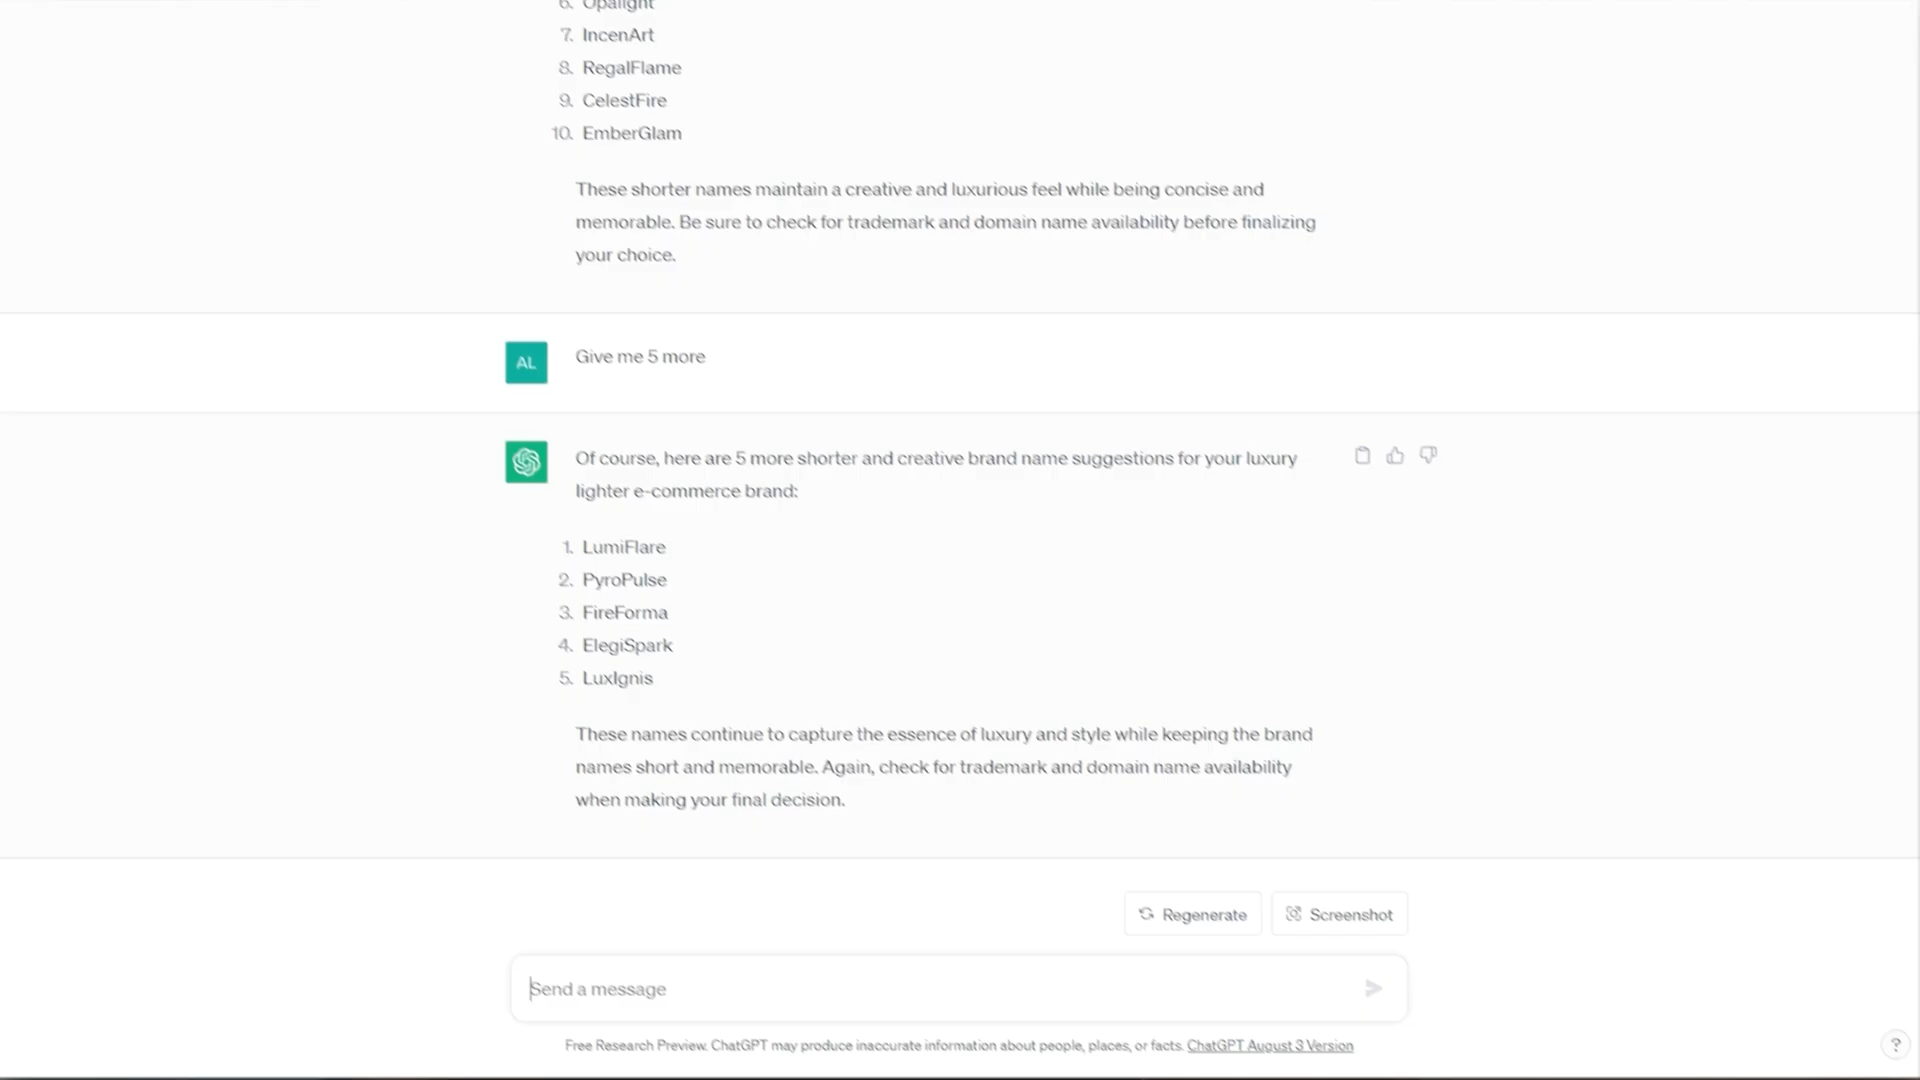 6. Opalight
7. IncenArt
8. RegalFlame
9. CelestFire
10. EmberGlam
These shorter names maintain a creative and luxurious feel while being concise and
memorable. Be sure to check for trademark and domain name availability before finalizing
your choice.
AL
Give me 5 more
Of course, here are 5 more shorter and creative brand name suggestions for your luxury
lighter e-commerce brand:
1. LumiFlare
2. PyroPulse
3. FireForma
4. ElegiSpark
5. LuxIgnis
These names continue to capture the essence of luxury and style while keeping the brand
names short and memorable. Again, check for trademark and domain name availability
when making your final decision.
Regenerate
Screenshot
Send a message
Free Research Preview. ChatGPT may produce inaccurate information about people, places, or facts. ChatGPT August 3 Version
?